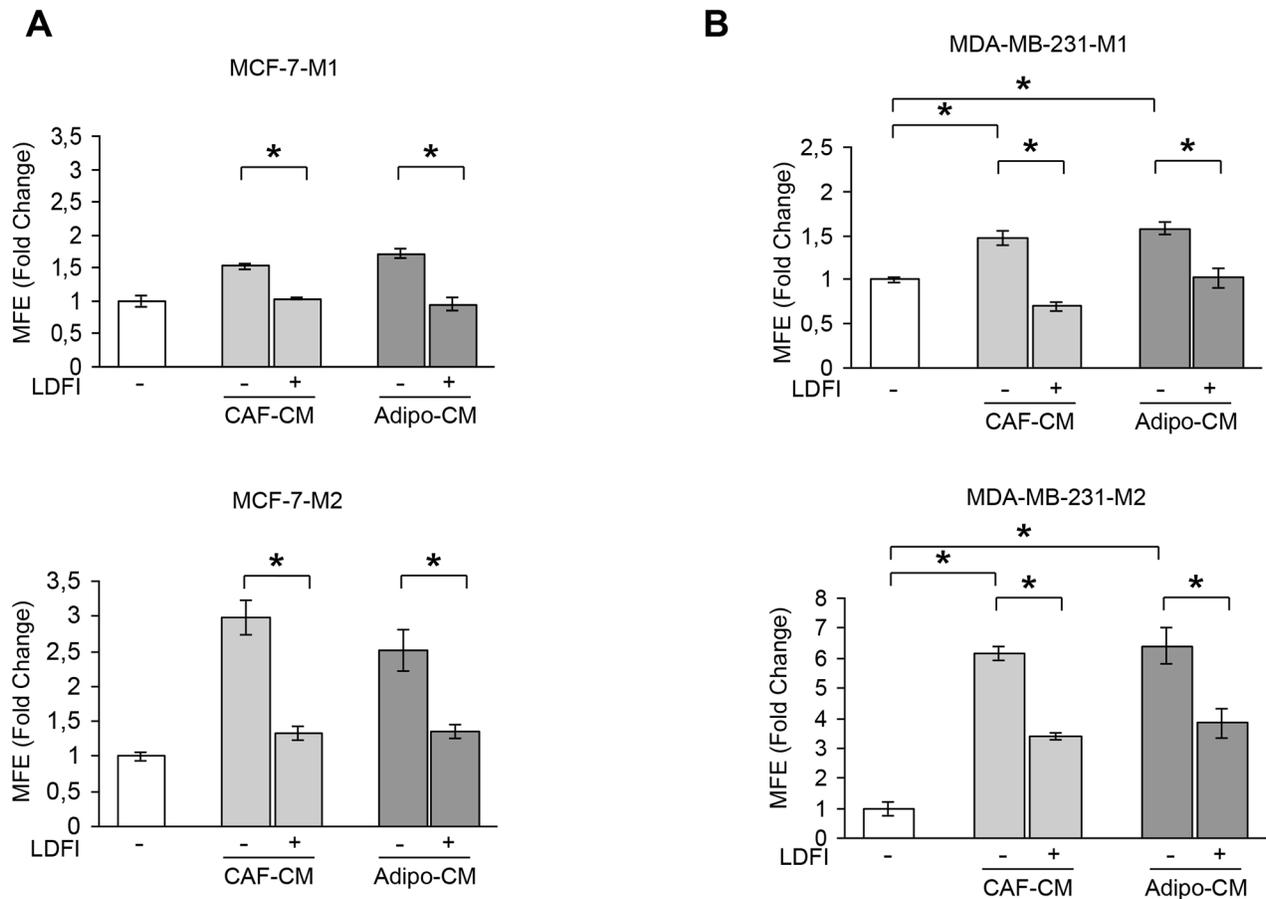 A
MCF-7-M1
MFE (Fold Change)
3,5
3
2,5
2
1,5
1
0,5
0
* *
LDFI - - + - +
CAF-CM Adipo-CM
MCF-7-M2
MFE (Fold Change)
3,5
3
2,5
2
1,5
1
0,5
0
* *
LDFI - - + - +
CAF-CM Adipo-CM
B
MDA-MB-231-M1
MFE (Fold Change)
*
*
* *
2,5
2
1,5
1
0,5
0
LDFI - - + - +
CAF-CM Adipo-CM
MDA-MB-231-M2
MFE (Fold Change)
*
*
* *
8
7
6
5
4
3
2
1
0
LDFI - - + - +
CAF-CM Adipo-CM